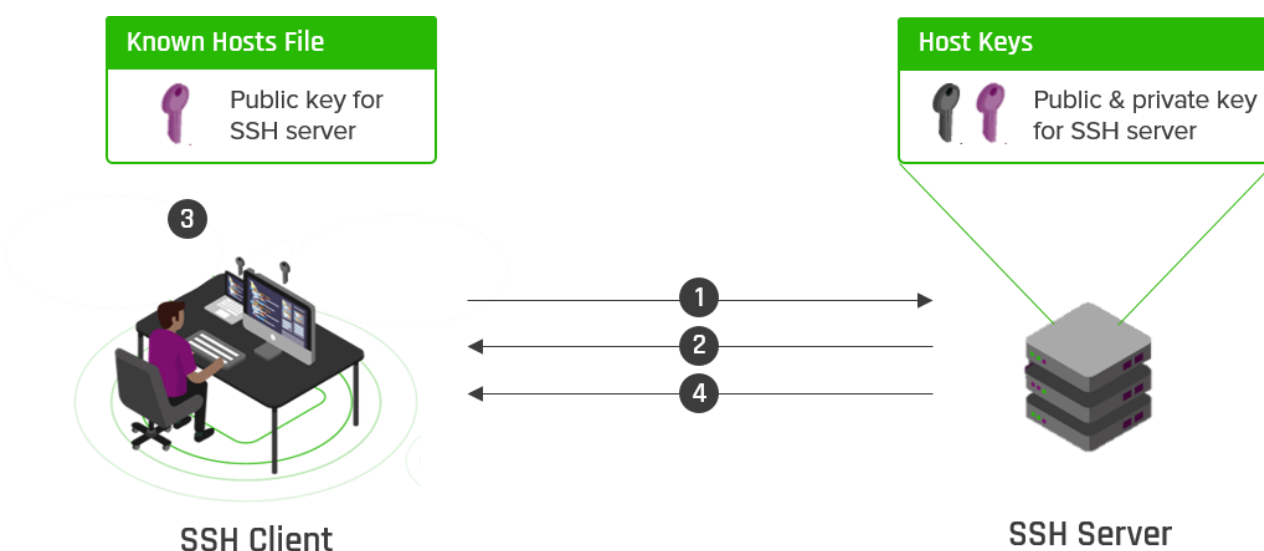 Known Hosts File
Public key for
SSH server
Host Keys
Public & private key
for SSH server
3
1
2
4
SSH Client
SSH Server